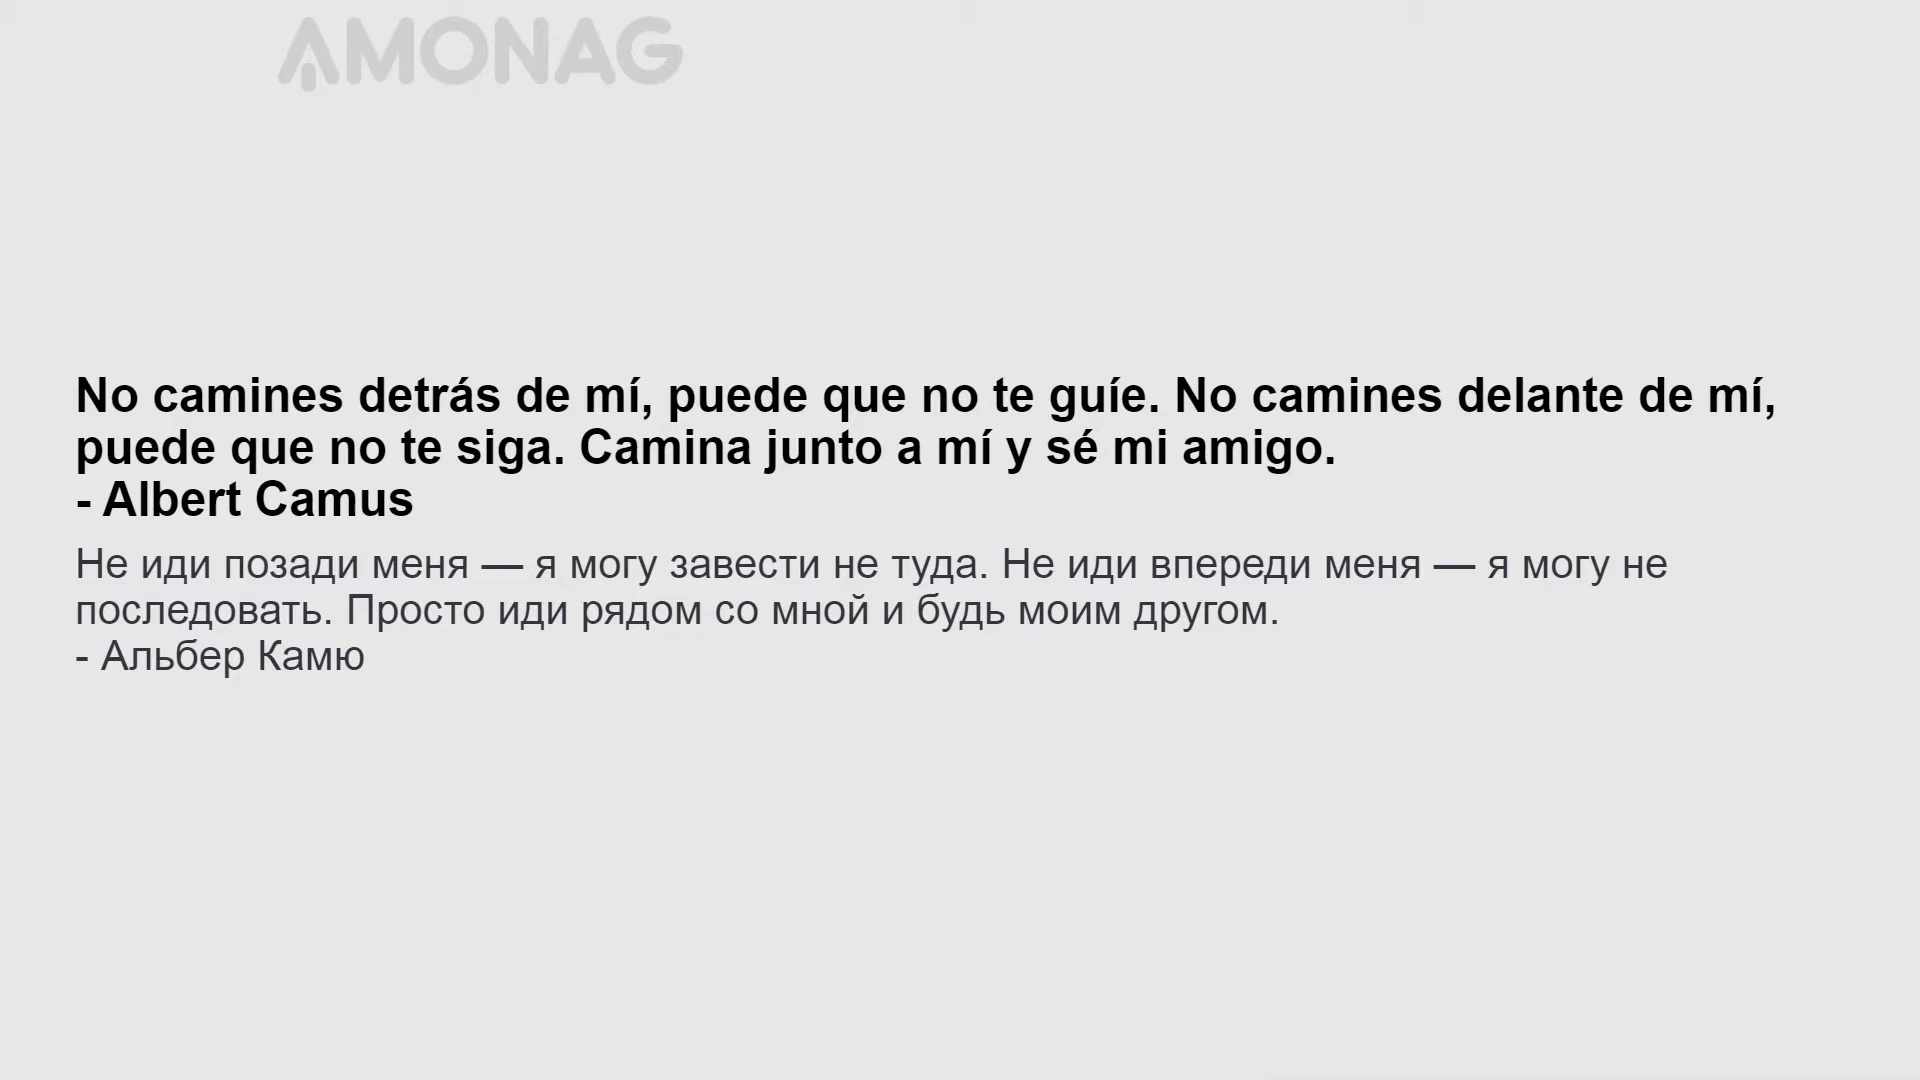 AMONAG
No camines detrás de mí, puede que no te guíe. No camines delante de mí,
puede que no te siga. Camina junto a mí y sé mi amigo.
- Albert Camus
Не иди позади меня — я могу завести не туда. Не иди впереди меня — я могу не
последовать. Просто иди рядом со мной и будь моим другом.
- Альбер Камю